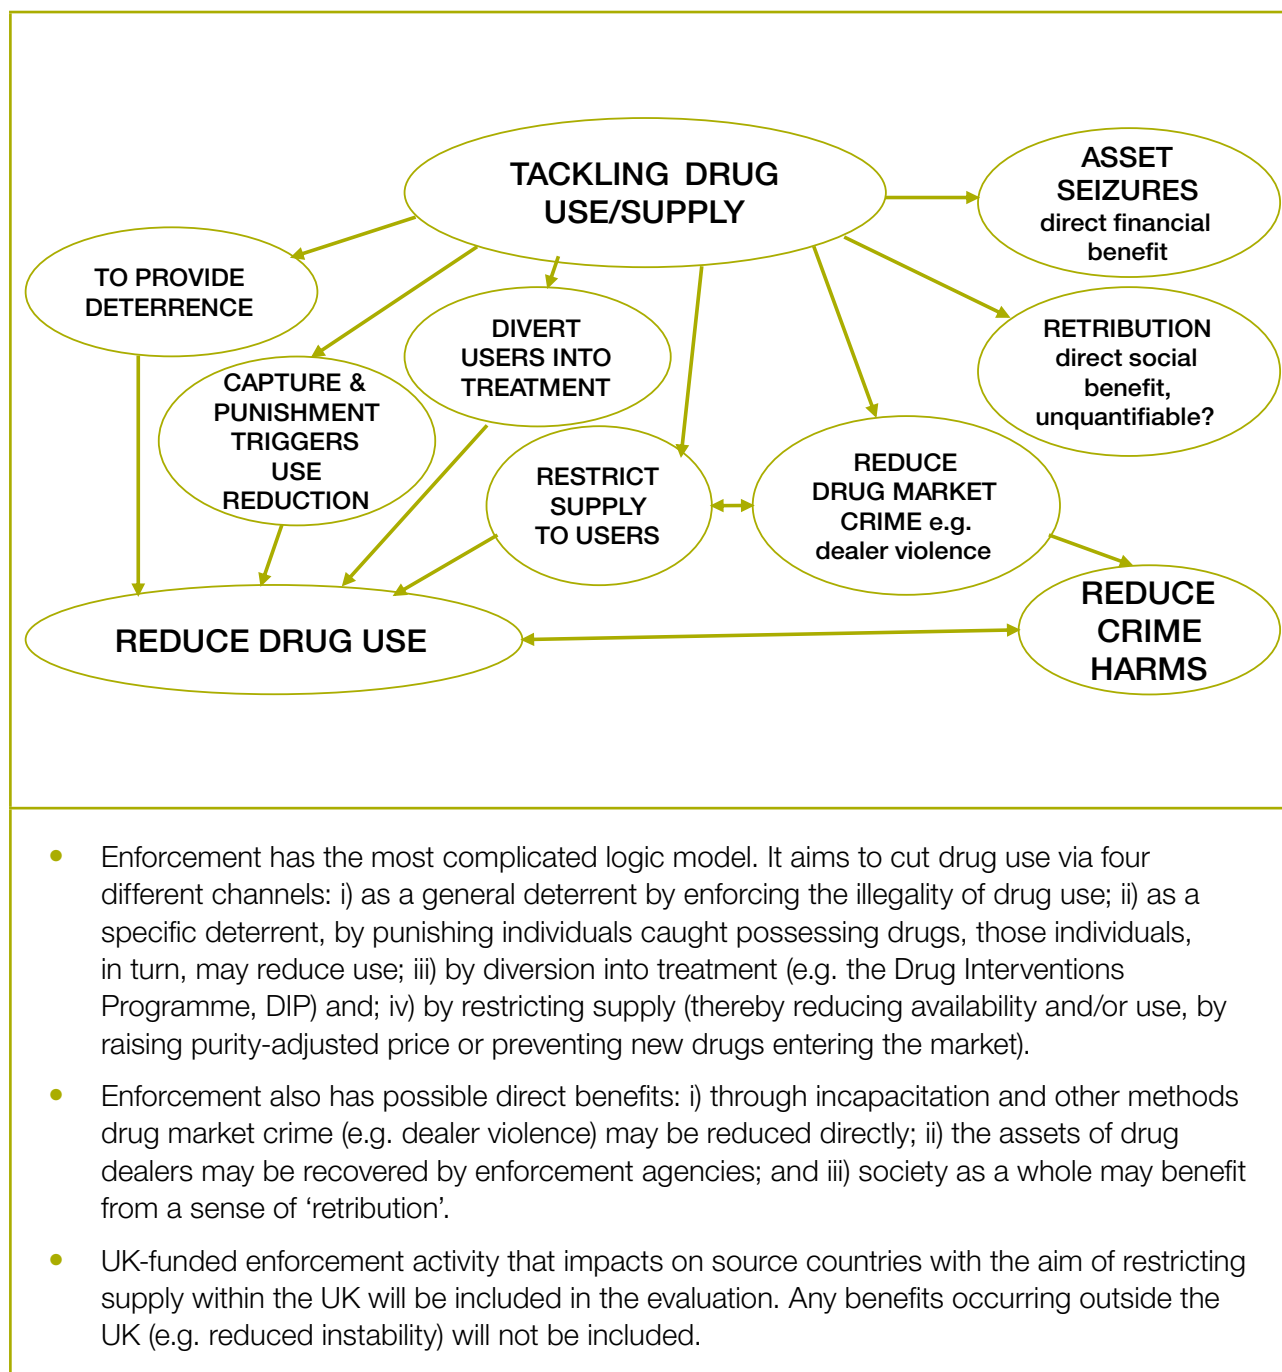 TACKLING DRUG
USE/SUPPLY
ASSET
SEIZURES
direct financial
benefit
TO PROVIDE
DETERRENCE
DIVERT
USERS INTO
TREATMENT
RETRIBUTION
direct social
benefit,
unquantifiable?
CAPTURE &
PUNISHMENT
TRIGGERS
USE
REDUCTION
RESTRICT
SUPPLY
TO USERS
REDUCE
DRUG MARKET
CRIME e.g.
dealer violence
REDUCE DRUG USE
REDUCE
CRIME
HARMS
• Enforcement has the most complicated logic model. It aims to cut drug use via four
different channels: i) as a general deterrent by enforcing the illegality of drug use; ii) as a
specific deterrent, by punishing individuals caught possessing drugs, those individuals,
in turn, may reduce use; iii) by diversion into treatment (e.g. the Drug Interventions
Programme, DIP) and; iv) by restricting supply (thereby reducing availability and/or use, by
raising purity-adjusted price or preventing new drugs entering the market).
• Enforcement also has possible direct benefits: i) through incapacitation and other methods
drug market crime (e.g. dealer violence) may be reduced directly; ii) the assets of drug
dealers may be recovered by enforcement agencies; and iii) society as a whole may benefit
from a sense of ‘retribution’.
• UK-funded enforcement activity that impacts on source countries with the aim of restricting
supply within the UK will be included in the evaluation. Any benefits occurring outside the
UK (e.g. reduced instability) will not be included.